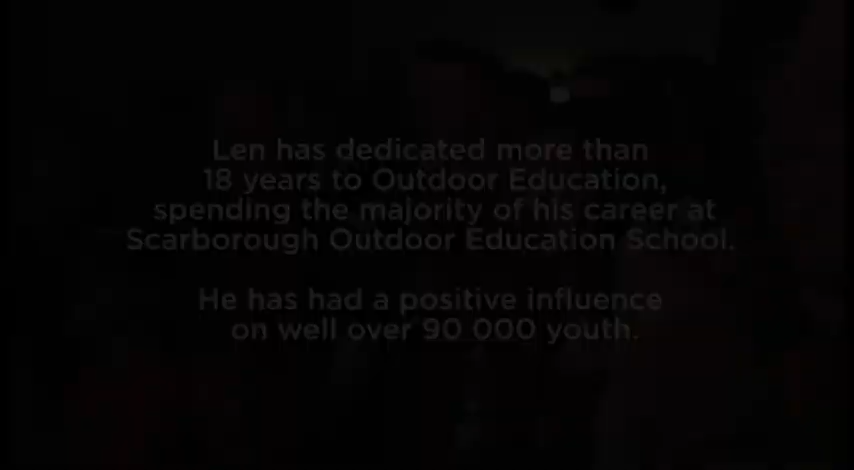 Len has dedicated more than
18 years to Outdoor Education,
spending the majority of his career at
Scarborough Outdoor Education School.
He has had a positive influence
on well over 90 000 youth.